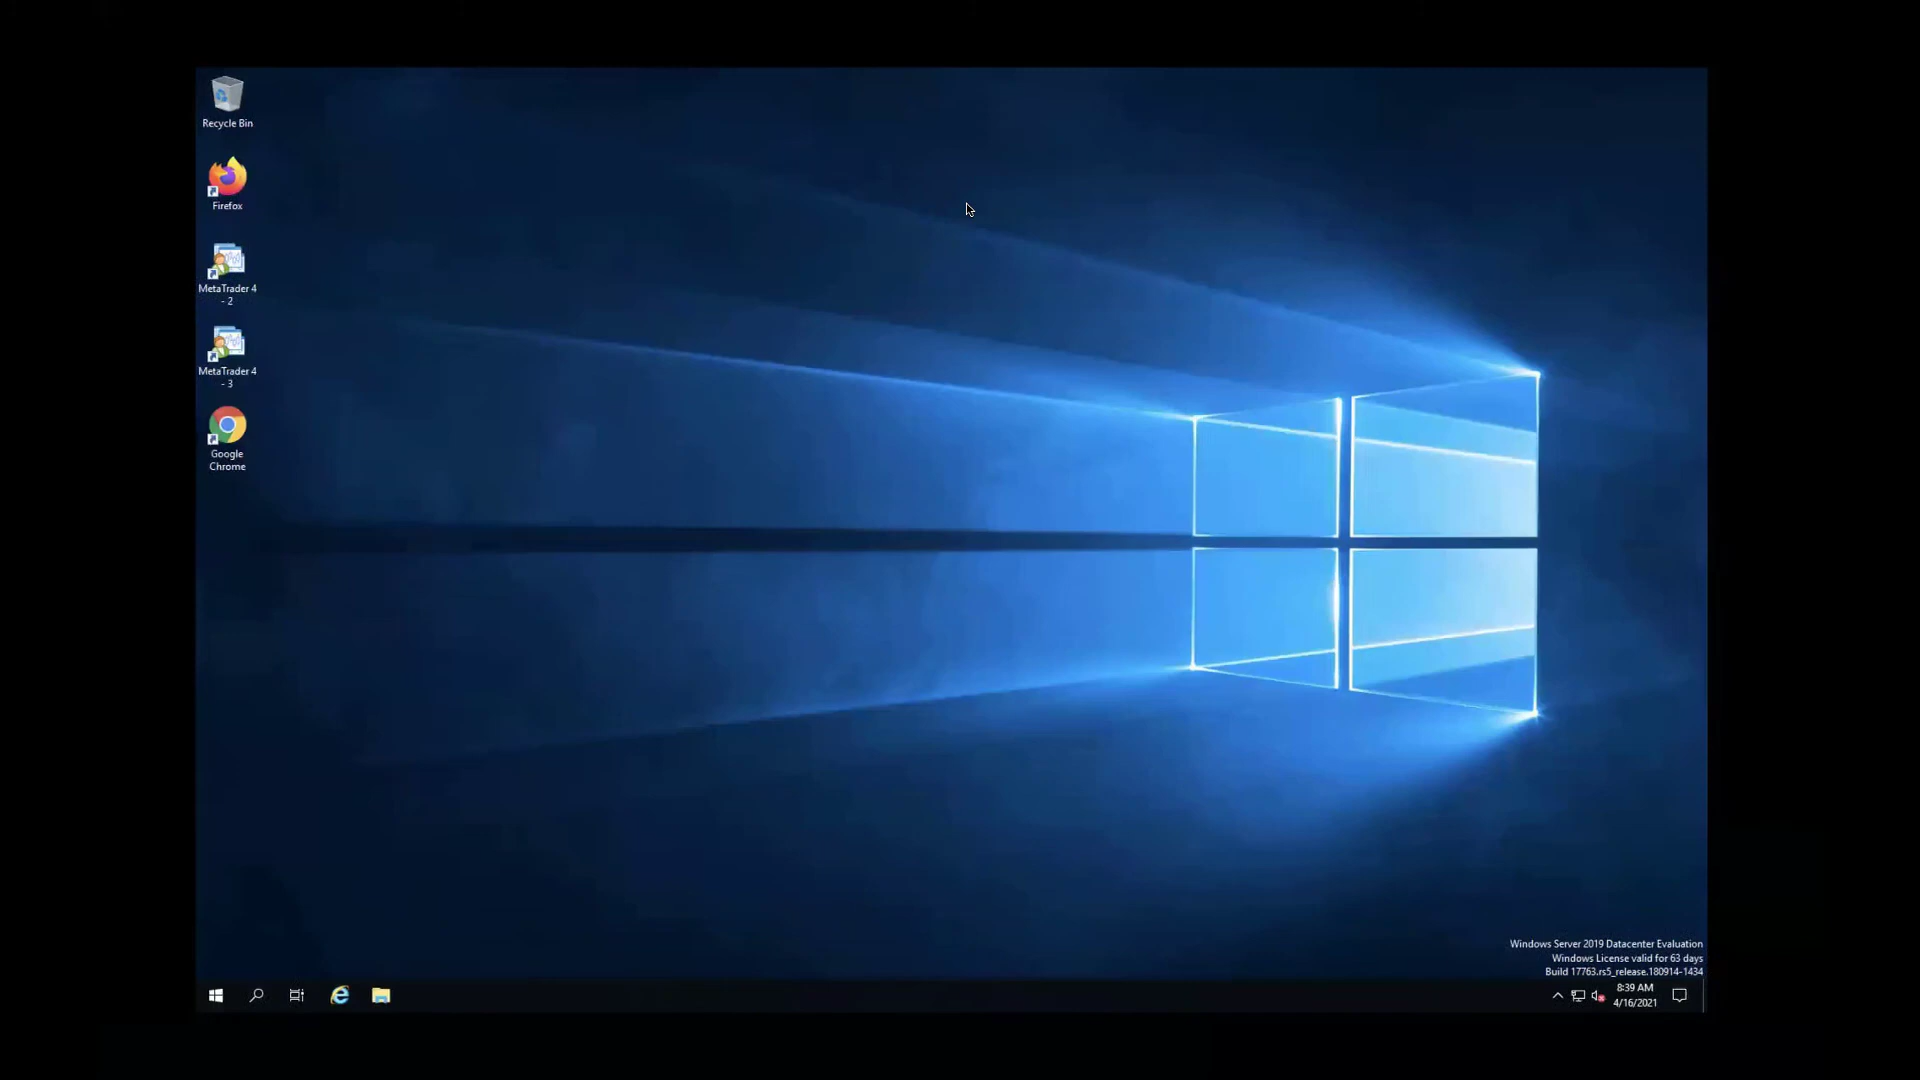 Recycle Bin
Firefox
MetaTrader 4
- 2
MetaTrader 4
- 3
Google
Chrome
Windows Server 2019 Datacenter Evaluation
Windows License valid for 63 days
Build 17763.rs5_release.180914-1434
8:39 AM
4/16/2021